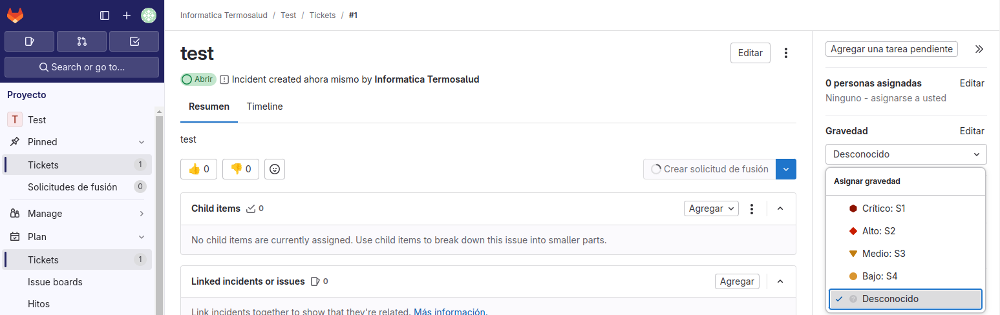 Informatica Termosalud / Test / Tickets / #1
Search or go to...
Proyecto
T Test
Pinned
Tickets 1
Solicitudes de fusión 0
Manage
Plan
Tickets 1
Issue boards
Hitos
test
Editar
Abrir Incident created ahora mismo by Informatica Termosalud
Resumen Timeline
test
👍 0 👎 0
Crear solicitud de fusión
Child items 0
Agregar
No child items are currently assigned. Use child items to break down this issue into smaller parts.
Linked incidents or issues 0
Agregar
Link incidents together to show that they're related. Más información.
Agregar una tarea pendiente
0 personas asignadas Editar
Ninguno - asignarse a usted
Gravedad Editar
Desconocido
Asignar gravedad
Crítico: S1
Alto: S2
Medio: S3
Bajo: S4
Desconocido